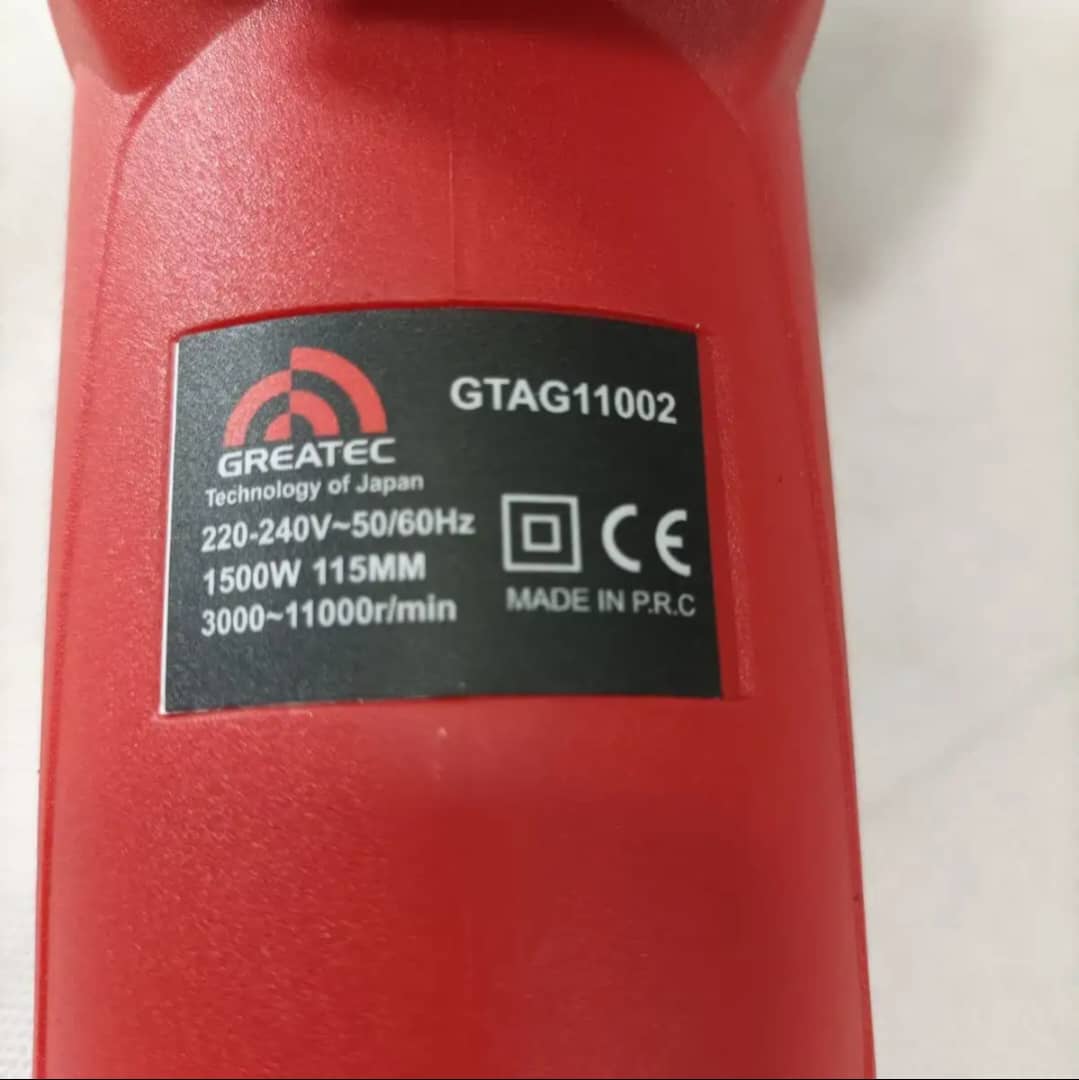 GTAG11002
GREATEC
Technology of Japan
220-240V~50/60Hz
1500W 115MM
3000~11000r/min
CE
MADE IN P.R.C